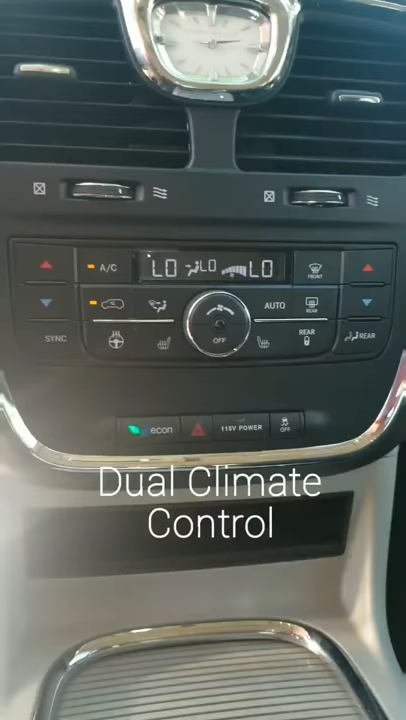 LO LO LO
A/C
FRONT
AUTO
REAR
SYNC
OFF
REAR
REAR
econ
115V POWER
OFF
Dual Climate
Control